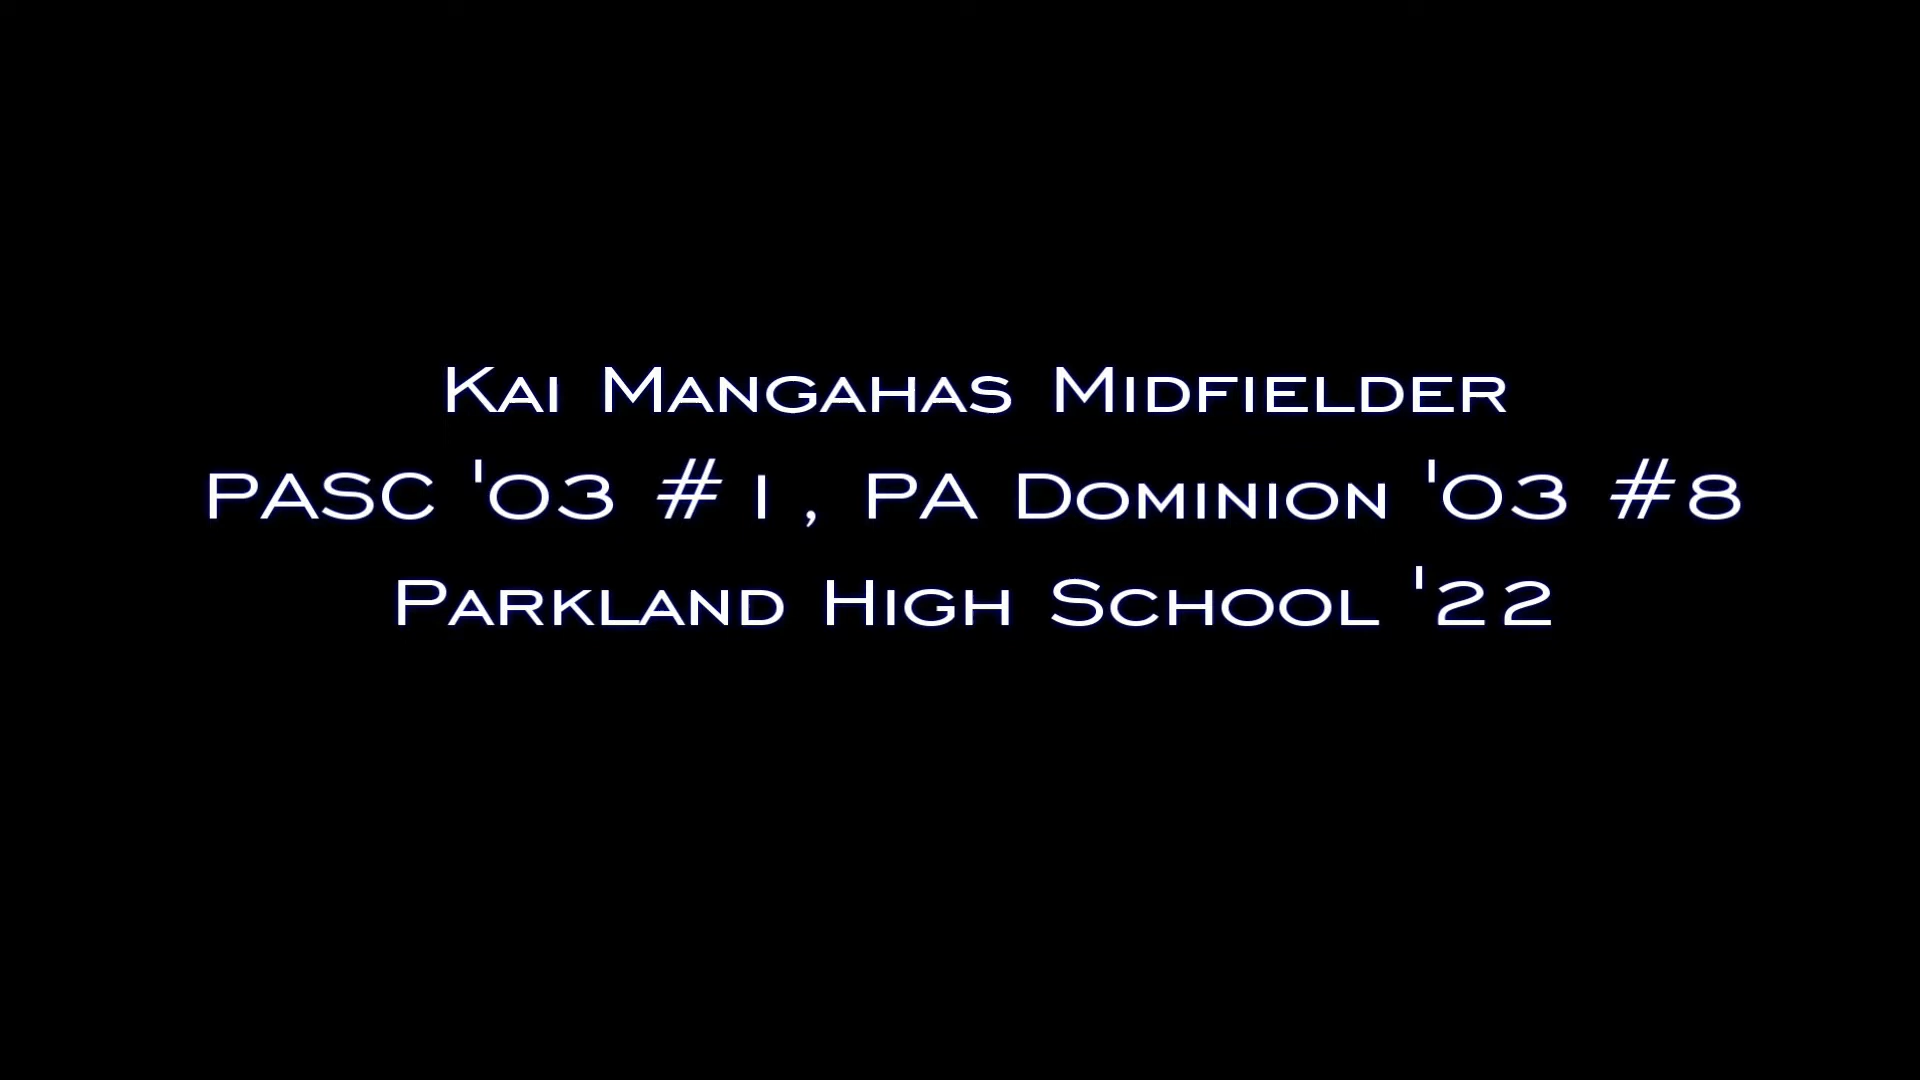 Kai Mangahas Midfielder
PASC '03 #1, PA Dominion '03 #8
Parkland High School '22